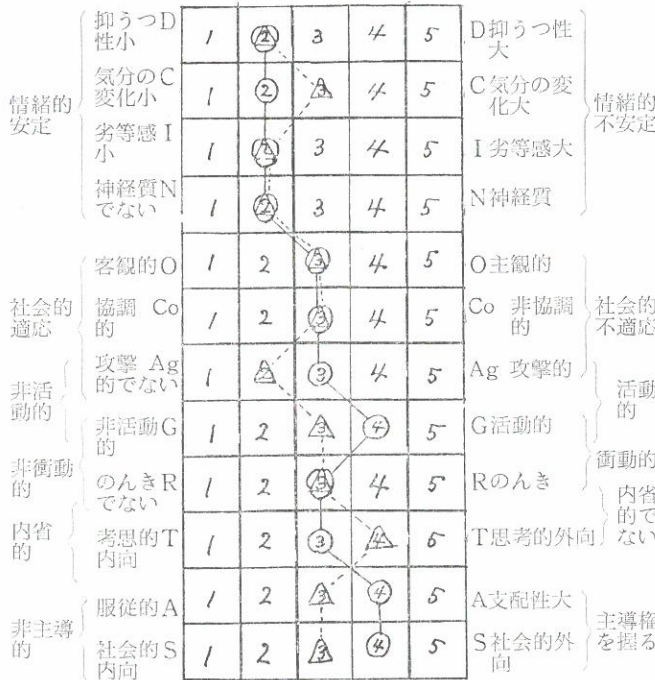 抑うつD
性小
1 2 3 4 5
D抑うつ性
大
気分のC
変化小
1 2 3 4 5
C気分の変
化大
情緒的
安定
情緒的
不安定
劣等感I
小
1 2 3 4 5
I劣等感大
神経質N
でない
1 2 3 4 5
N神経質
客観的O
1 2 3 4 5
O主観的
社会的
適応
協調 Co
的
1 2 3 4 5
Co 非協調
的
社会的
不適応
攻撃 Ag
的でない
1 2 3 4 5
Ag 攻撃的
非活
動的
活動
的
非活動G
的
1 2 3 4 5
G活動的
非衝動
的
衝動的
のんきR
でない
1 2 3 4 5
Rのんき
内省
的
内省
的で
ない
考思的T
内向
1 2 3 4 5
T思考的外向
服従的A
1 2 3 4 5
A支配性大
非主導
的
主導権
を握る
社会的S
内向
1 2 3 4 5
S社会的外
向